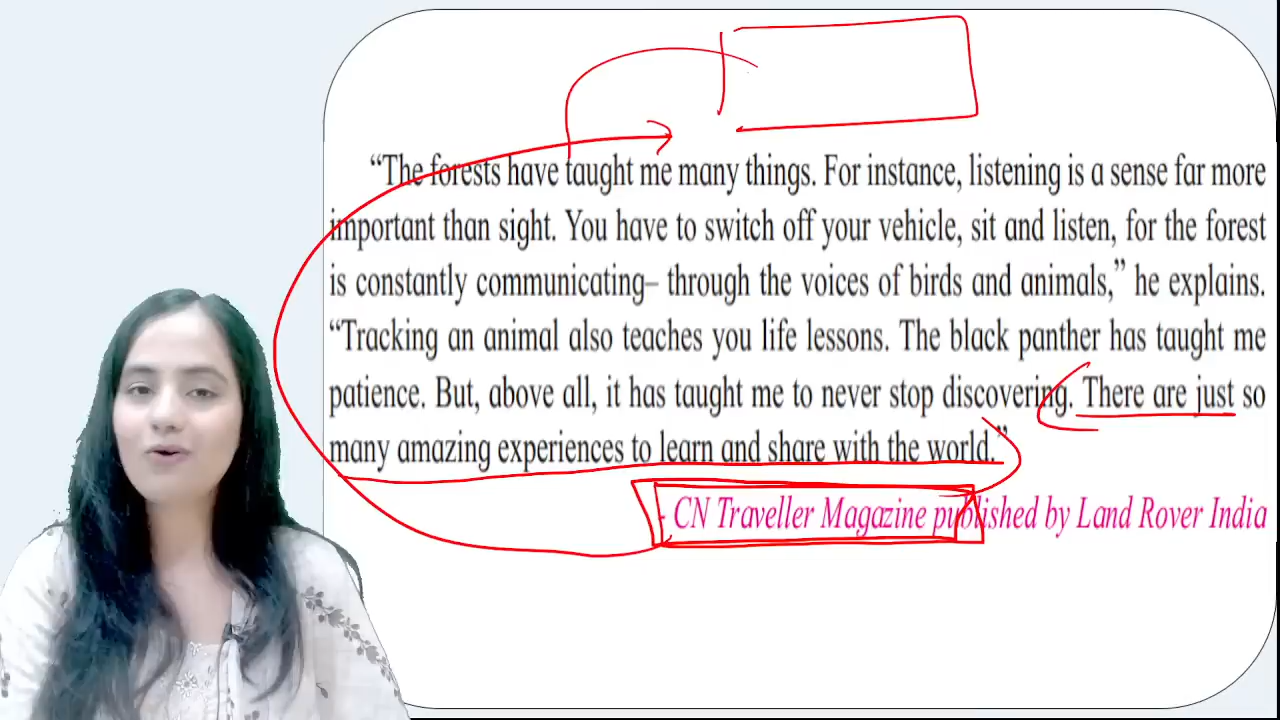 “The forests have taught me many things. For instance, listening is a sense far more
important than sight. You have to switch off your vehicle, sit and listen, for the forest
is constantly communicating– through the voices of birds and animals,” he explains.
“Tracking an animal also teaches you life lessons. The black panther has taught me
patience. But, above all, it has taught me to never stop discovering. There are just so
many amazing experiences to learn and share with the world.”
- CN Traveller Magazine published by Land Rover India